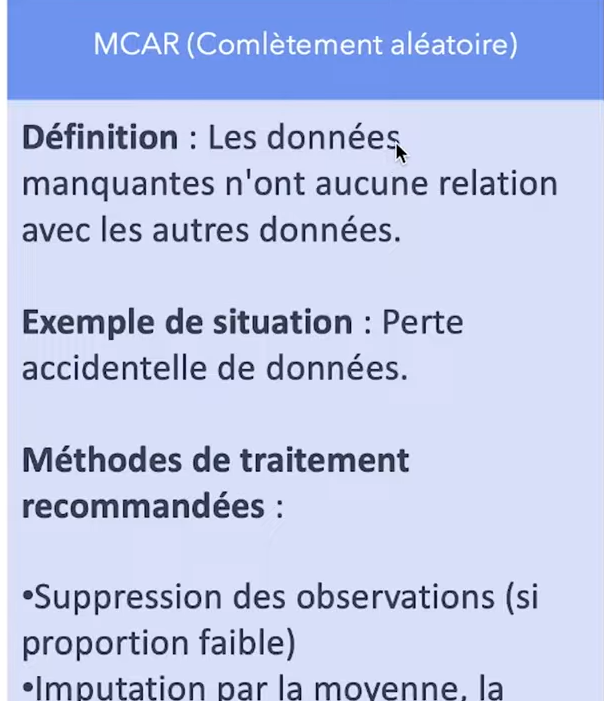 MCAR (Comlètement aléatoire)
Définition : Les données
manquantes n'ont aucune relation
avec les autres données.
Exemple de situation : Perte
accidentelle de données.
Méthodes de traitement
recommandées :
•Suppression des observations (si
proportion faible)
•Imputation par la moyenne, la